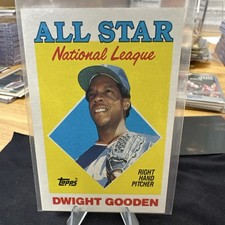 ALL STAR
National League
RIGHT
HAND
PITCHER
topps
DWIGHT GOODEN